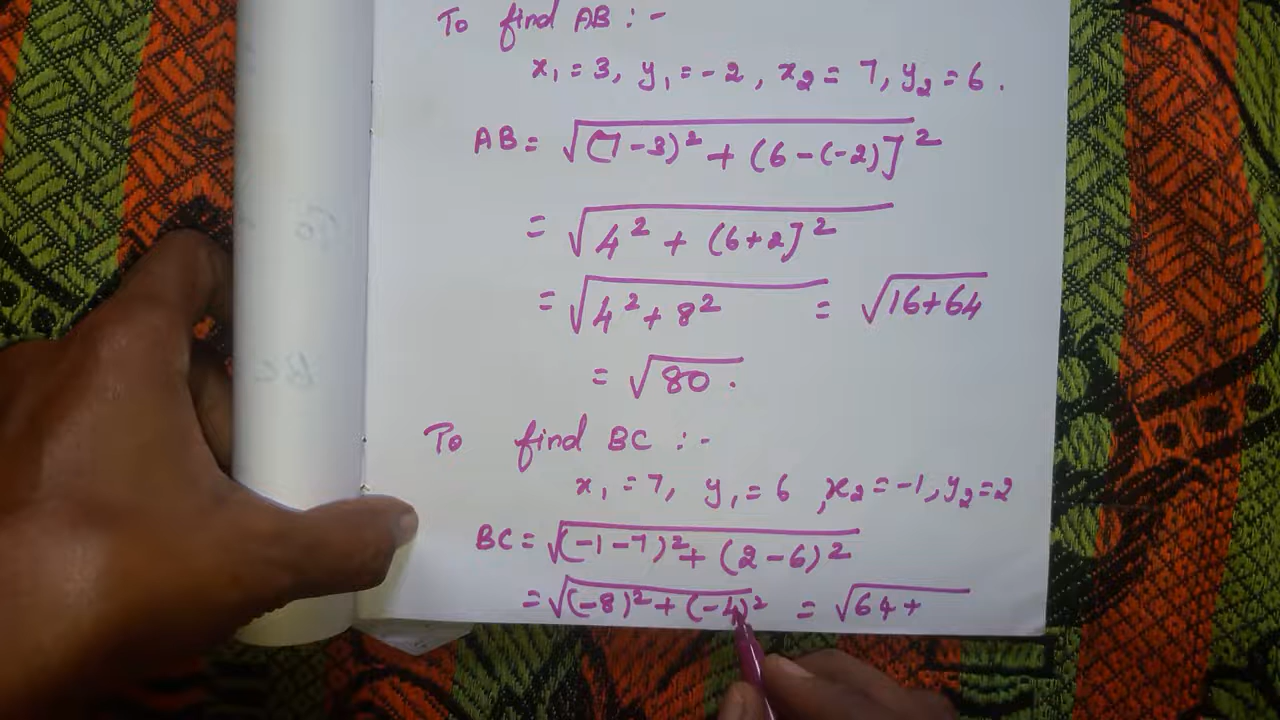 To find AB :-
x₁ = 3, y₁ = -2, x₂ = 7, y₂ = 6.
AB = √(7-3)² + (6-(-2)]²
= √4² + (6+2]²
= √4² + 8² = √16+64
= √80.
To find BC :-
x₁ = 7, y₁ = 6, x₂ = -1, y₂ = 2
BC = √(-1-7)² + (2-6)²
= √(-8)² + (-4)² = √64 +